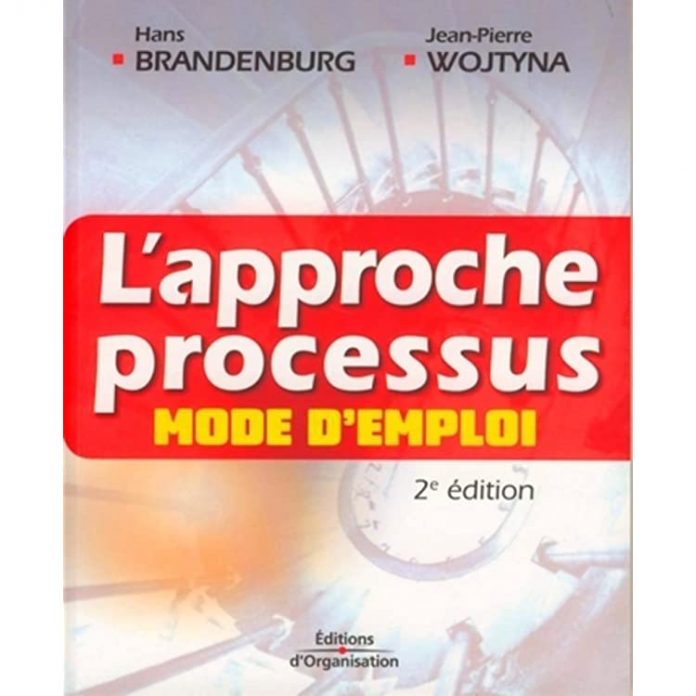 Hans
BRANDENBURG
Jean-Pierre
WOJTYNA
L'approche
processus
MODE D'EMPLOI
2e édition
Éditions
d'Organisation